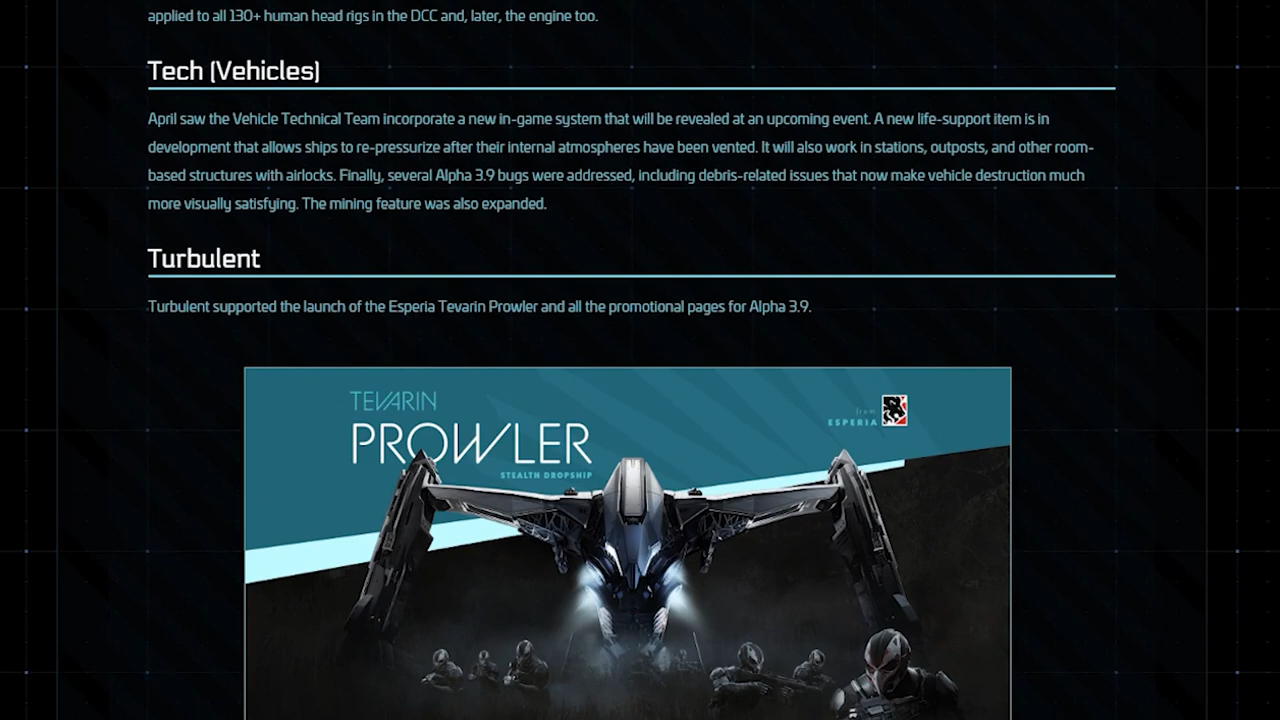 applied to all 130+ human head rigs in the DCC and, later, the engine too.
Tech (Vehicles)
April saw the Vehicle Technical Team incorporate a new in-game system that will be revealed at an upcoming event. A new life-support item is in
development that allows ships to re-pressurize after their internal atmospheres have been vented. It will also work in stations, outposts, and other room-
based structures with airlocks. Finally, several Alpha 3.9 bugs were addressed, including debris-related issues that now make vehicle destruction much
more visually satisfying. The mining feature was also expanded.
Turbulent
Turbulent supported the launch of the Esperia Tevarin Prowler and all the promotional pages for Alpha 3.9.
TEVARIN
PROWLER
STEALTH DROPSHIP
from
ESPERIA